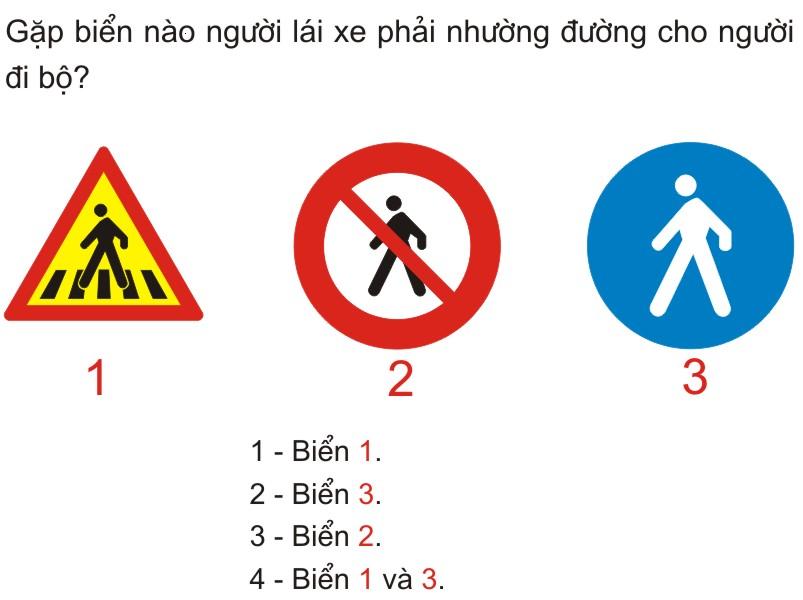 Gặp biển nào người lái xe phải nhường đường cho người
đi bộ?
1 2 3
1 - Biển 1.
2 - Biển 3.
3 - Biển 2.
4 - Biển 1 và 3.